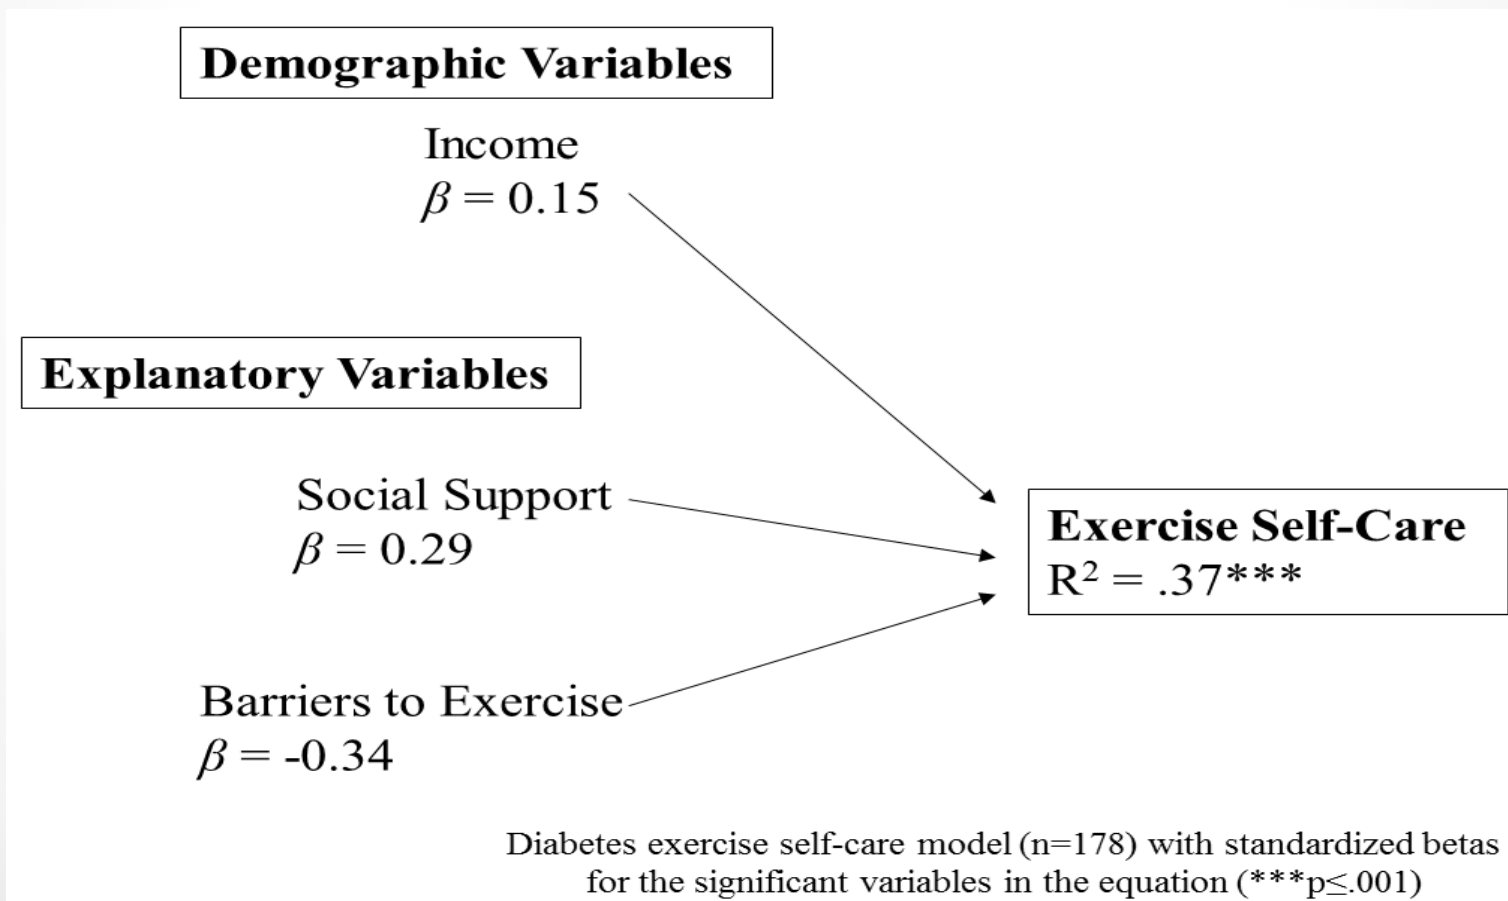 Demographic Variables
Income
β = 0.15
Explanatory Variables
Social Support
β = 0.29
Barriers to Exercise
β = -0.34
Exercise Self-Care
R² = .37***
Diabetes exercise self-care model (n=178) with standardized betas
for the significant variables in the equation (***p≤.001)